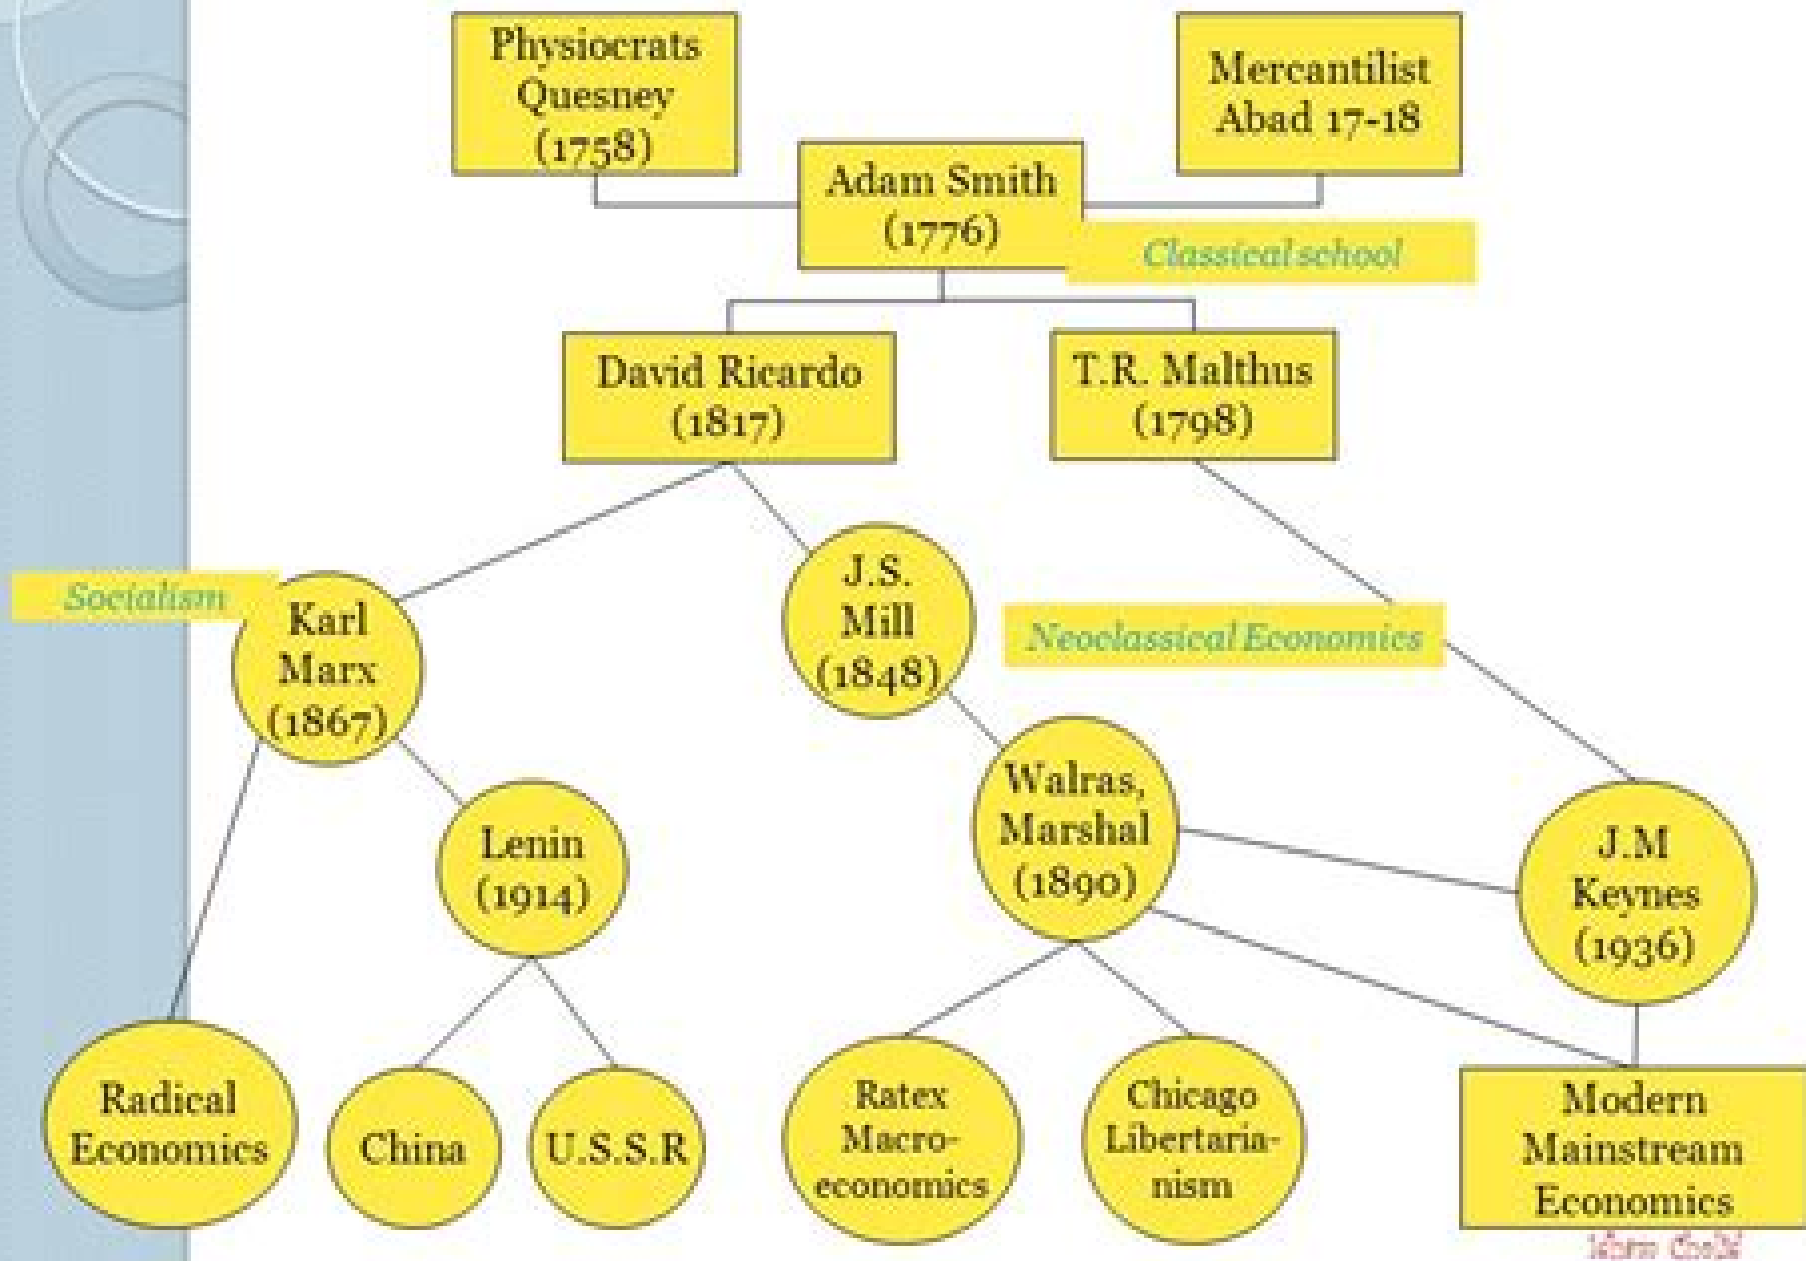 Physiocrats
Quesney
(1758)
Mercantilist
Abad 17-18
Adam Smith
(1776)
Classical school
David Ricardo
(1817)
T.R. Malthus
(1798)
Socialism
Karl
Marx
(1867)
J.S.
Mill
(1848)
Neoclassical Economics
Lenin
(1914)
Walras,
Marshal
(1890)
J.M
Keynes
(1936)
Radical
Economics
China
U.S.S.R
Ratex
Macro-
economics
Chicago
Libertaria-
nism
Modern
Mainstream
Economics